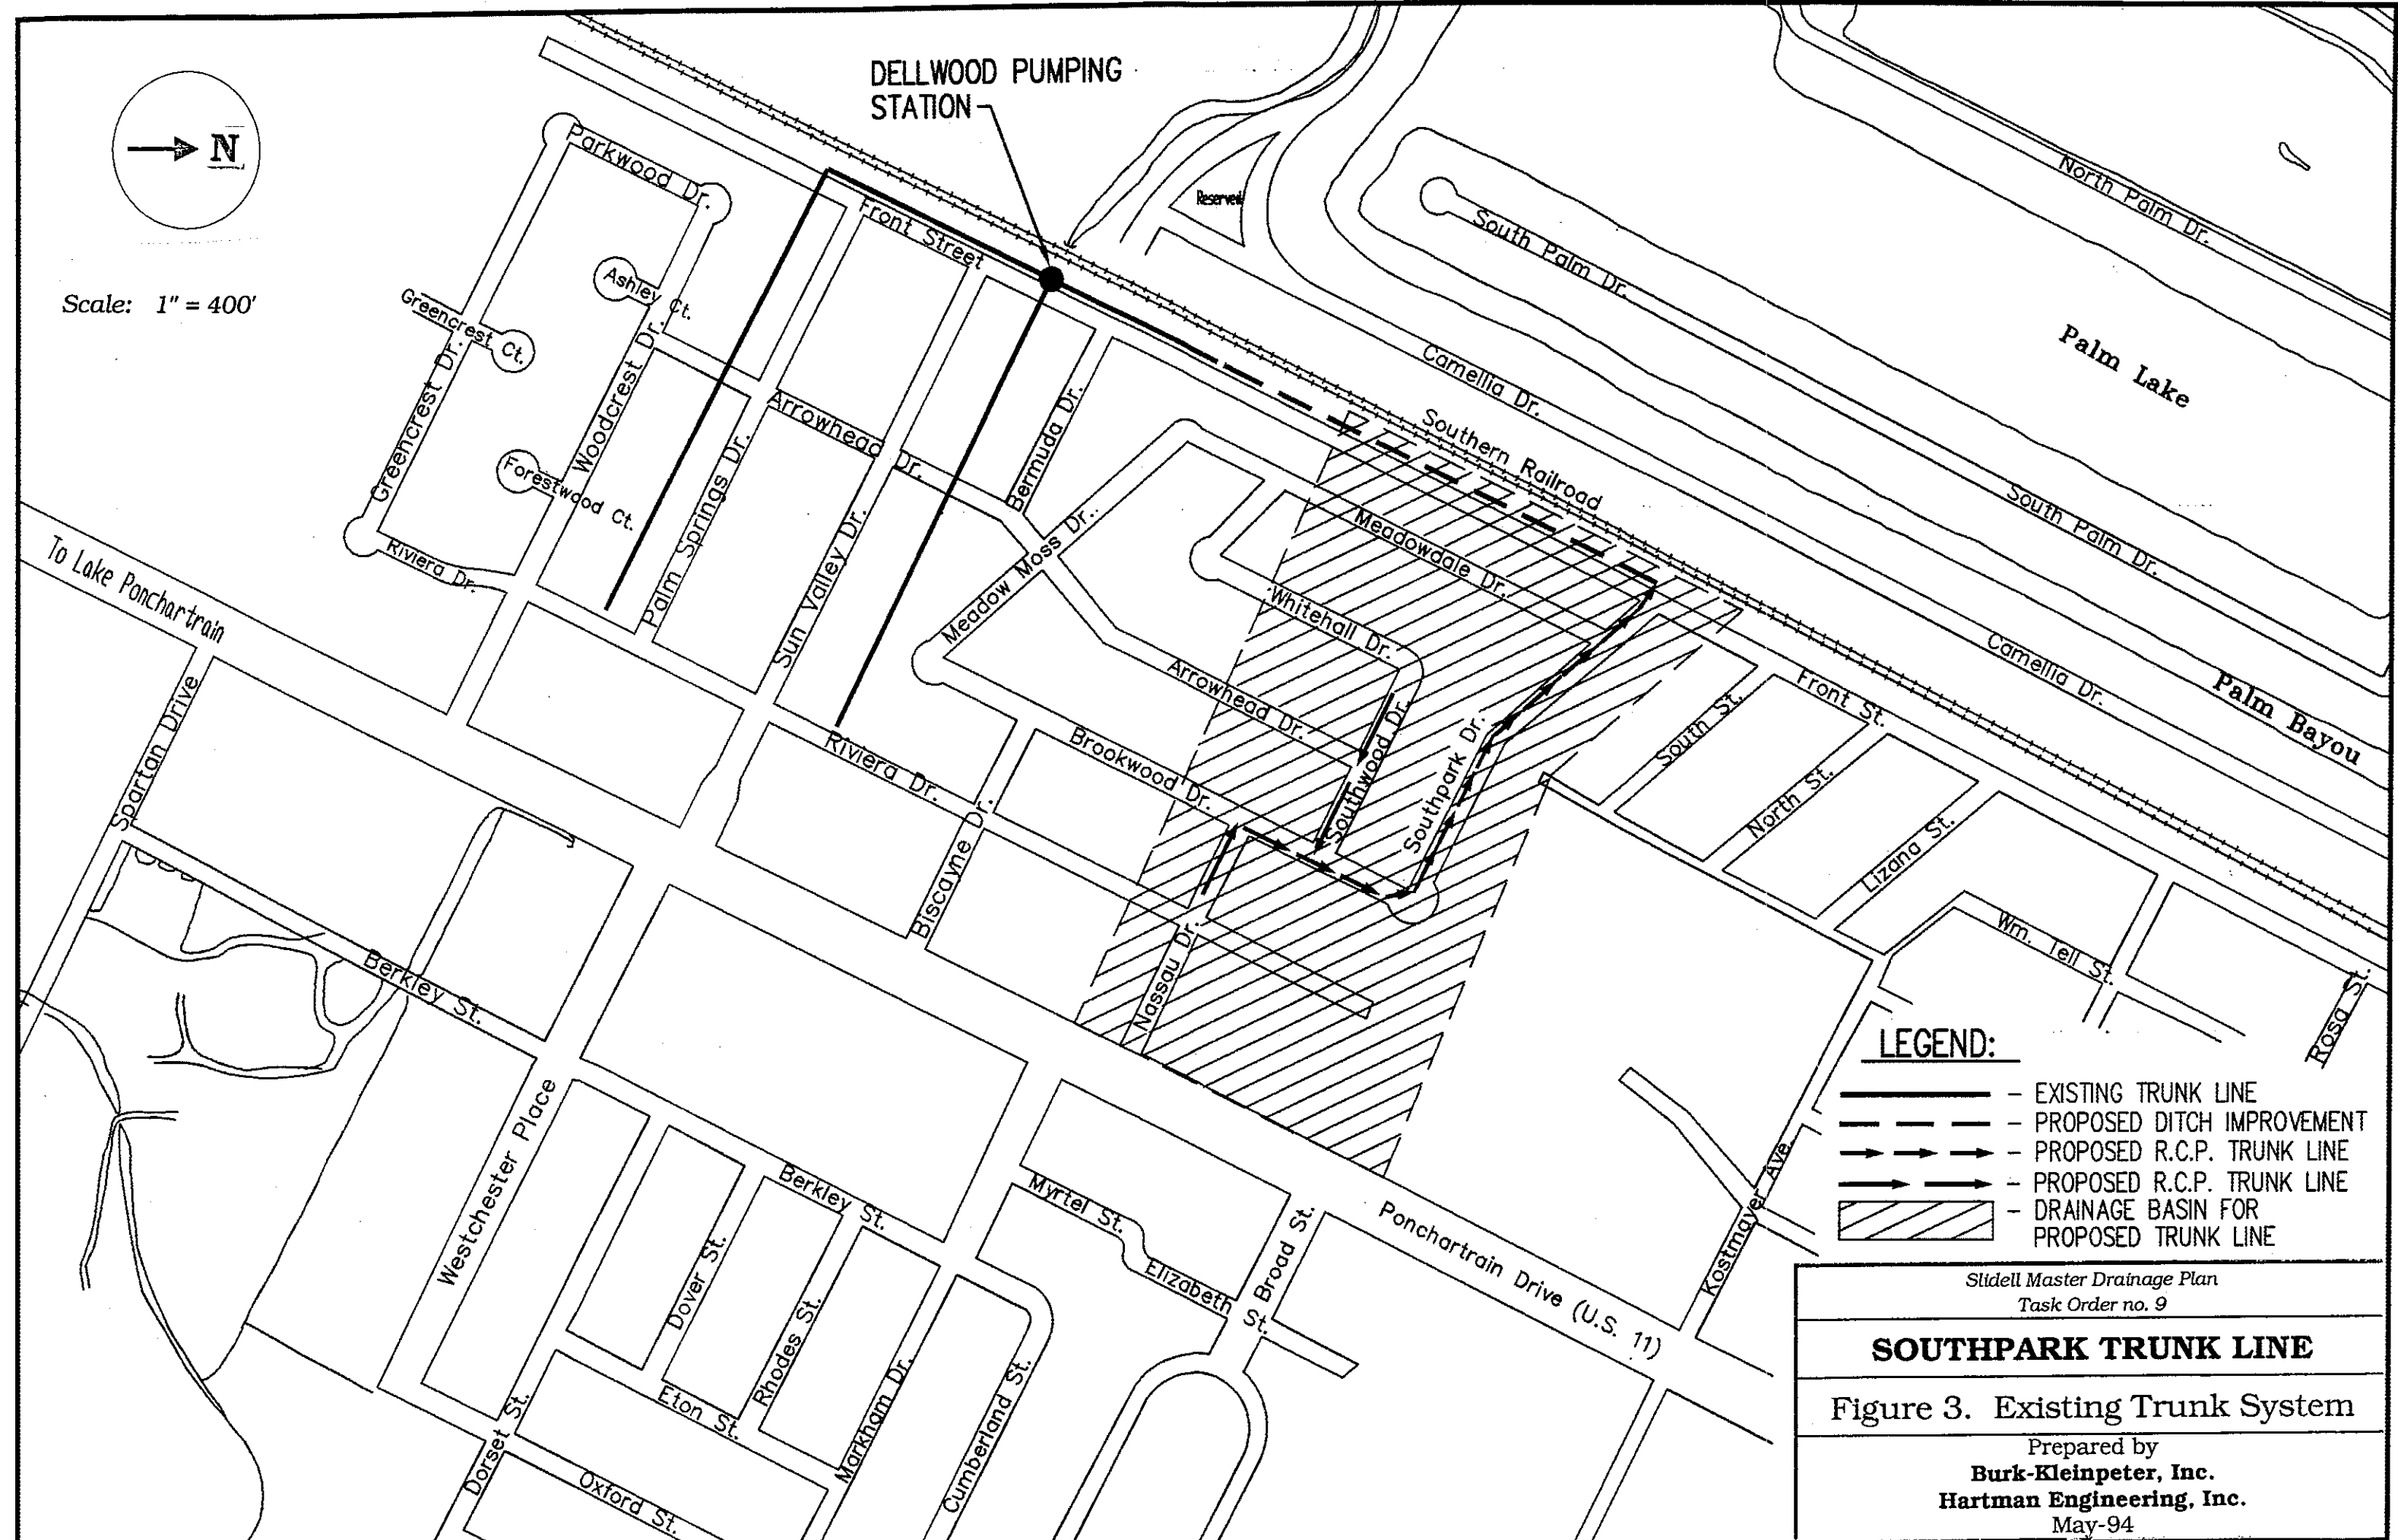 DELLWOOD PUMPING
STATION
N
Scale: 1" = 400'
Parkwood Dr.
Ashley Ct.
Greencrest Ct.
Greencrest Dr.
Woodcrest Dr.
Forestwood Ct.
Riviera Dr.
Front Street
Reserved
South Palm Dr.
North Palm Dr.
Palm Lake
Camellia Dr.
Southern Railroad
South Palm Dr.
Camellia Dr.
Palm Bayou
Arrowhead Dr.
Bermuda Dr.
Palm Springs Dr.
Sun Valley Dr.
Meadow Moss Dr.
Meadowdale Dr.
Whitehall Dr.
Arrowhead Dr.
Southwood Dr.
Southpark Dr.
Brookwood Dr.
Riviera Dr.
Biscayne Dr.
Nassau Dr.
South St.
North St.
Lizana St.
Front St.
Wm. Tell St.
Rosa St.
To Lake Ponchartrain
Spartan Drive
Berkley St.
Westchester Place
Berkley St.
Dover St.
Rhodes St.
Eton St.
Markham Dr.
Cumberland St.
Dorset St.
Oxford St.
Myrtel St.
Elizabeth St.
Broad St.
Ponchartrain Drive (U.S. 11)
Kostmayer Ave.
LEGEND:
- EXISTING TRUNK LINE
- PROPOSED DITCH IMPROVEMENT
- PROPOSED R.C.P. TRUNK LINE
- PROPOSED R.C.P. TRUNK LINE
- DRAINAGE BASIN FOR
PROPOSED TRUNK LINE
Slidell Master Drainage Plan
Task Order no. 9
SOUTHPARK TRUNK LINE
Figure 3. Existing Trunk System
Prepared by
Burk-Kleinpeter, Inc.
Hartman Engineering, Inc.
May-94